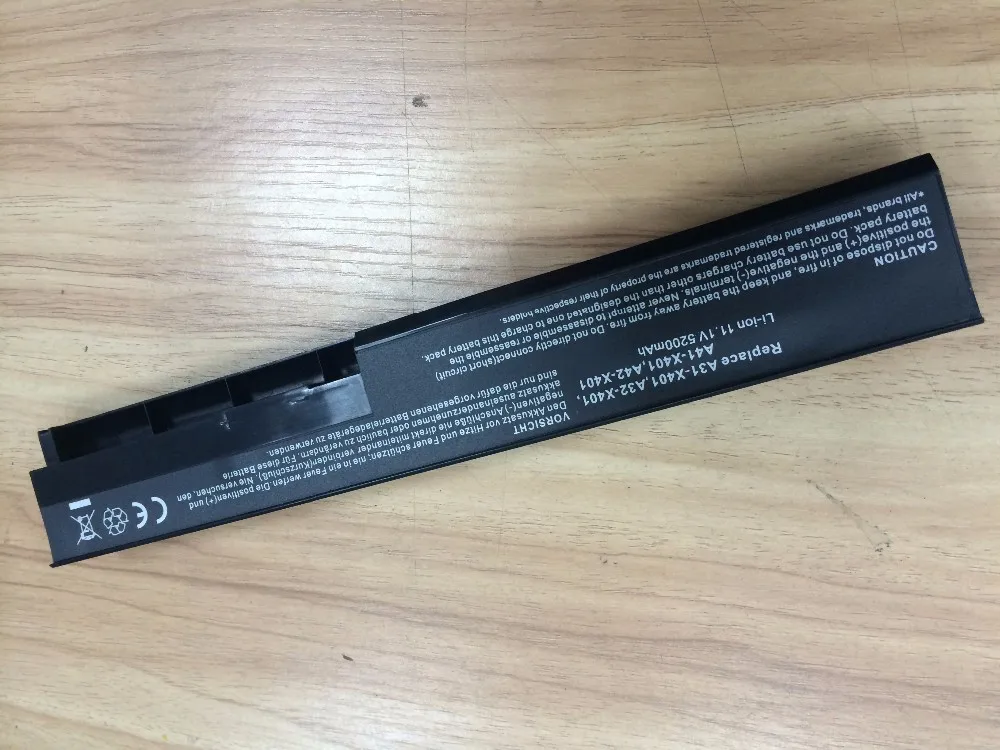 Replace A31-X401,A32-X401,
A41-X401,A42-X401
Li-ion 11.1V 5200mAh
CAUTION
Do not dispose of in fire, and keep the battery away from fire. Do not directly connect(short circuit)
the positive(+) and the negative(-) terminals. Never attempt to disassemble or reassemble the
battery pack. Do not use battery chargers other than the designated one to charge this battery pack.
*All brands, trademarks and registered trademarks are the property of their respective holders.
VORSICHT
Den Akkusatz vor Hitze und Feuer schützen; nie in ein Faver werfen.Die positiven(+) und
negativen(-) Anschlüße nie direkt miteinander verbinder(Kurzschluß). Nie versuchen, den
akkusatz auseinanderzunehmen oder baulich zu verändam. Für diese Batterie
sind nur die dafür vorgesehenen Batterieladegeräte zu verwenden.
CE